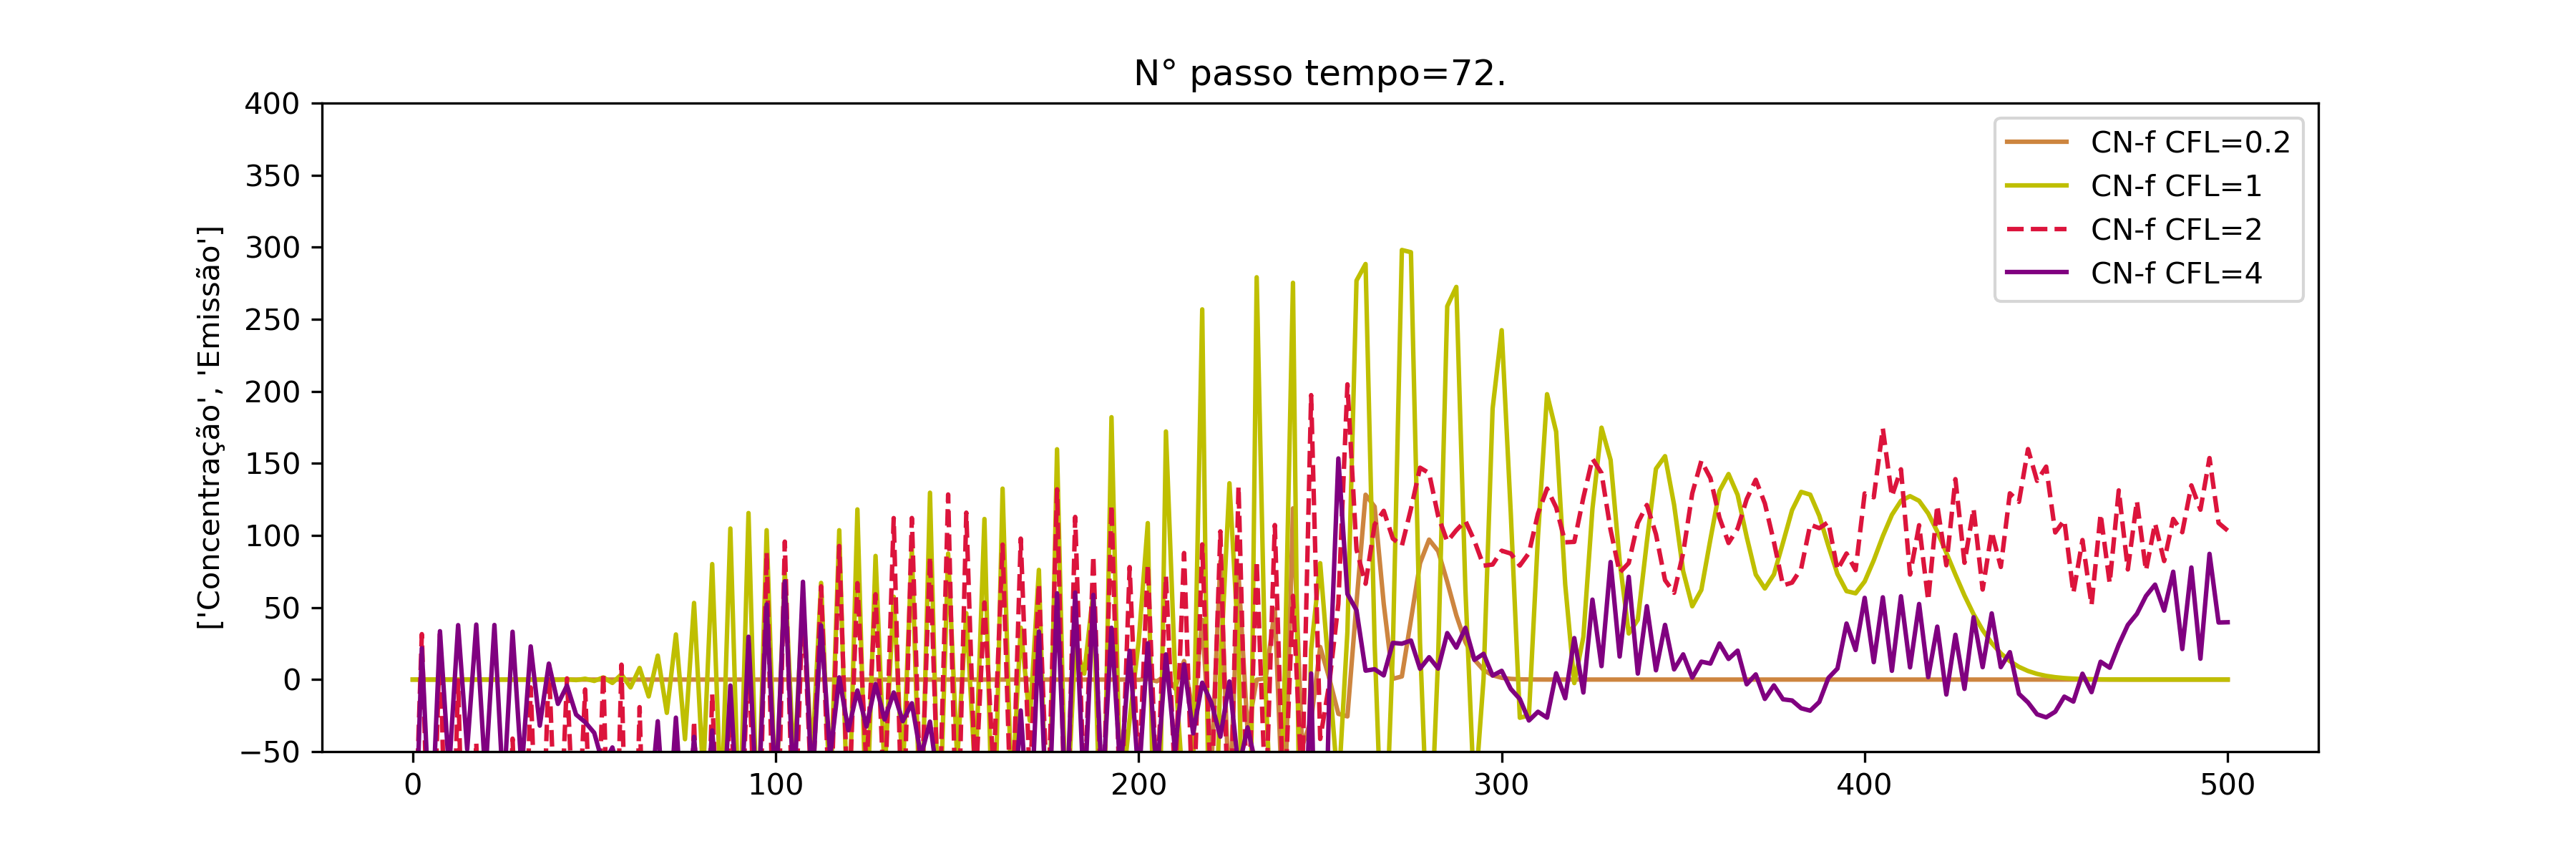 N° passo tempo=72.
['Concentração', 'Emissão']
400
350
300
250
200
150
100
50
0
−50
0 100 200 300 400 500
CN-f CFL=0.2
CN-f CFL=1
CN-f CFL=2
CN-f CFL=4